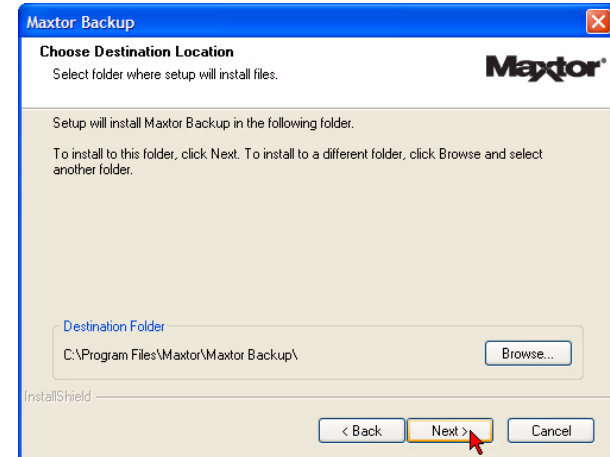 Maxtor Backup
Choose Destination Location
Select folder where setup will install files.
Maxtor
Setup will install Maxtor Backup in the following folder.
To install to this folder, click Next. To install to a different folder, click Browse and select
another folder.
Destination Folder
C:\Program Files\Maxtor\Maxtor Backup\
Browse...
InstallShield
< Back
Next >
Cancel